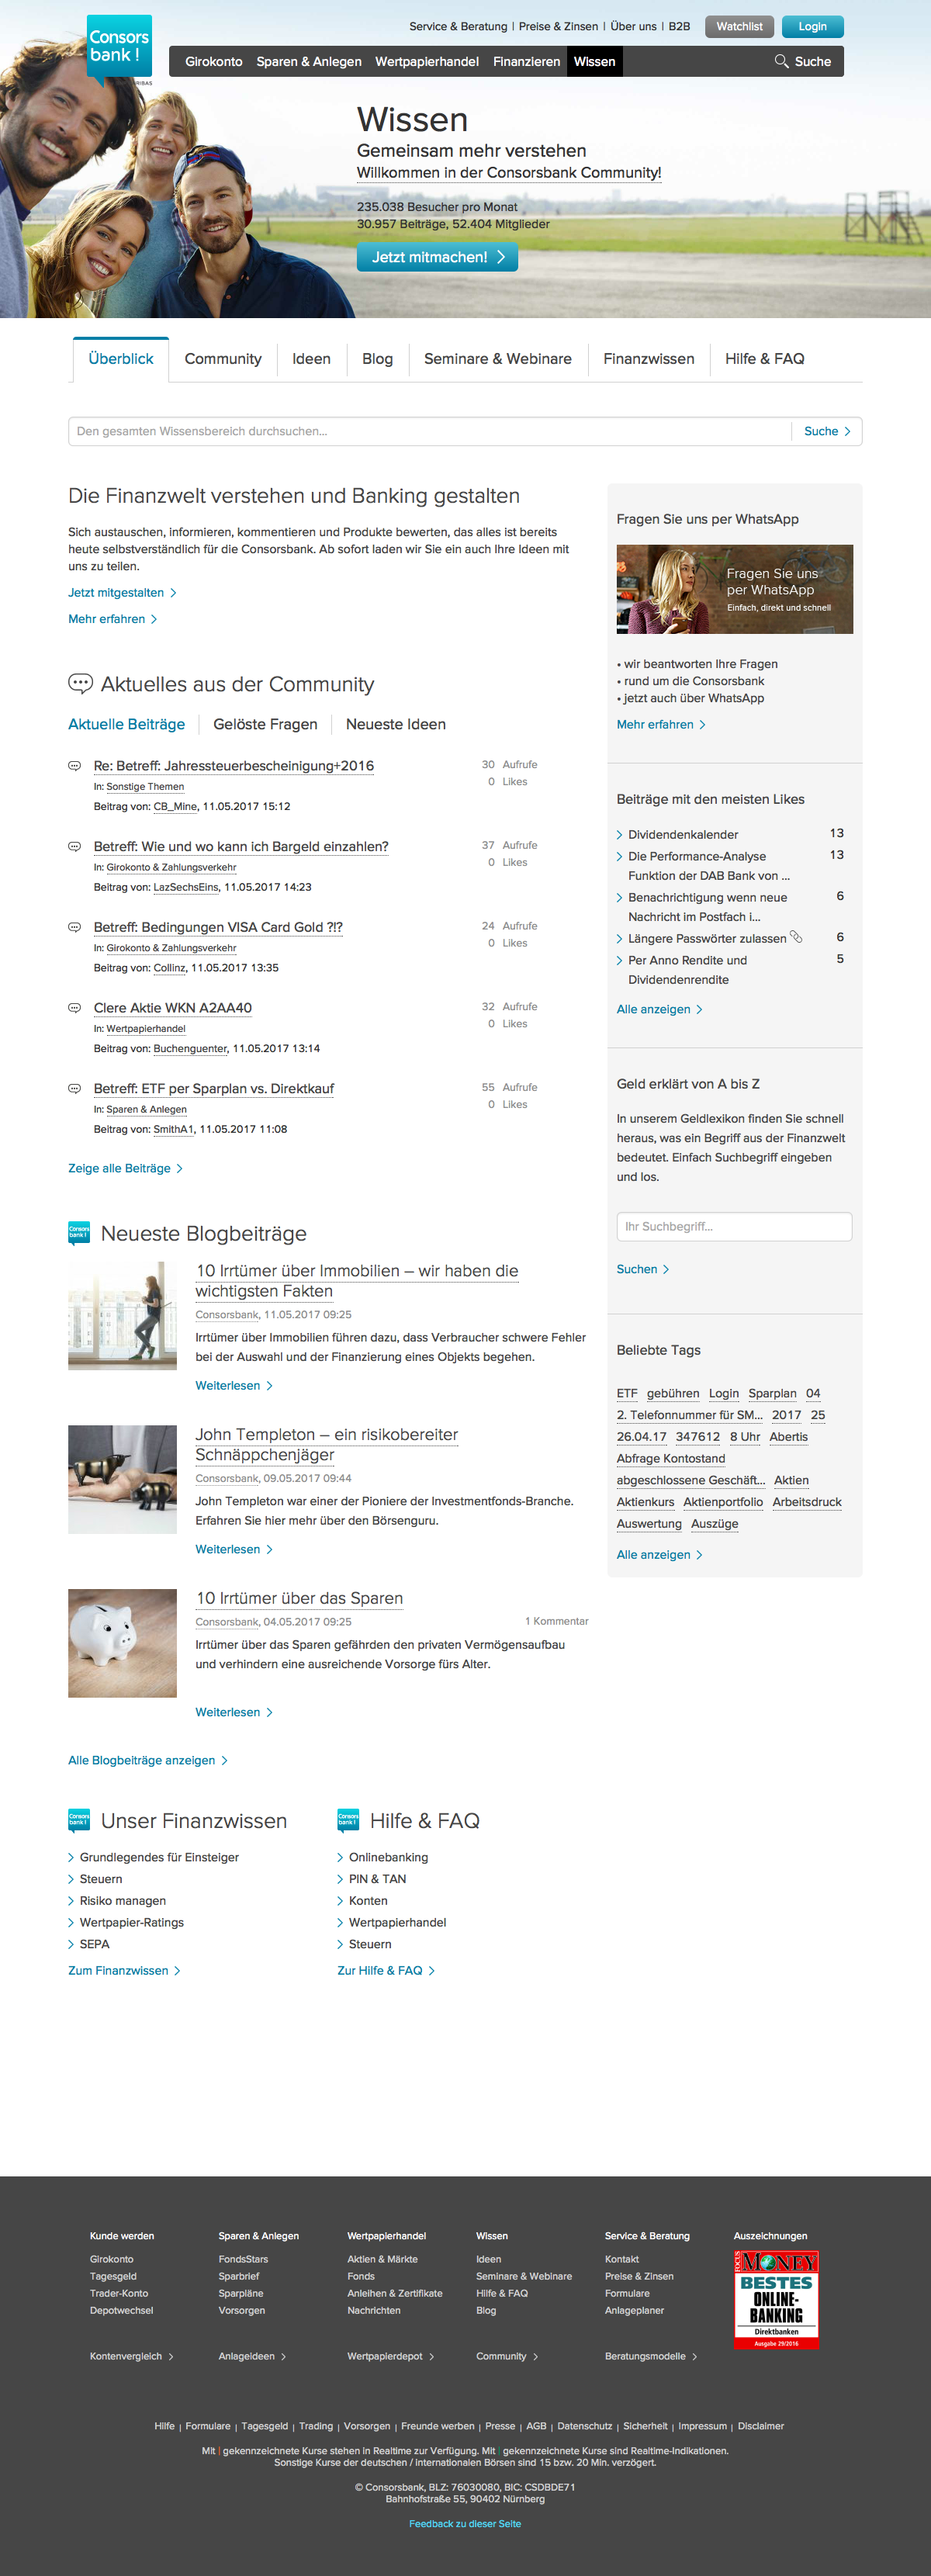 Service & Beratung | Preise & Zinsen | Über uns | B2B
Watchlist
Login
Consors
bank!
Girokonto
Sparen & Anlegen
Wertpapierhandel
Finanzieren
Wissen
Suche
Wissen
Gemeinsam mehr verstehen
Willkommen in der Consorsbank Community!
235.038 Besucher pro Monat
30.957 Beiträge, 52.404 Mitglieder
Jetzt mitmachen!
Überblick
Community
Ideen
Blog
Seminare & Webinare
Finanzwissen
Hilfe & FAQ
Den gesamten Wissensbereich durchsuchen...
Suche
Die Finanzwelt verstehen und Banking gestalten
Sich austauschen, informieren, kommentieren und Produkte bewerten, das alles ist bereits
heute selbstverständlich für die Consorsbank. Ab sofort laden wir Sie ein auch Ihre Ideen mit
uns zu teilen.
Jetzt mitgestalten
Mehr erfahren
Aktuelles aus der Community
Aktuelle Beiträge
Gelöste Fragen
Neueste Ideen
Re: Betreff: Jahressteuerbescheinigung+2016
30 Aufrufe
In: Sonstige Themen
0 Likes
Beitrag von: CB_Mine, 11.05.2017 15:12
Betreff: Wie und wo kann ich Bargeld einzahlen?
37 Aufrufe
In: Girokonto & Zahlungsverkehr
0 Likes
Beitrag von: LazSechsEins, 11.05.2017 14:23
Betreff: Bedingungen VISA Card Gold ?!?
24 Aufrufe
In: Girokonto & Zahlungsverkehr
0 Likes
Beitrag von: Collinz, 11.05.2017 13:35
Clere Aktie WKN A2AA40
32 Aufrufe
In: Wertpapierhandel
0 Likes
Beitrag von: Buchenguenter, 11.05.2017 13:14
Betreff: ETF per Sparplan vs. Direktkauf
55 Aufrufe
In: Sparen & Anlegen
0 Likes
Beitrag von: SmithA1, 11.05.2017 11:08
Zeige alle Beiträge
Consors
bank!
Neueste Blogbeiträge
10 Irrtümer über Immobilien – wir haben die
wichtigsten Fakten
Consorsbank, 11.05.2017 09:25
Irrtümer über Immobilien führen dazu, dass Verbraucher schwere Fehler
bei der Auswahl und der Finanzierung eines Objekts begehen.
Weiterlesen
John Templeton – ein risikobereiter
Schnäppchenjäger
Consorsbank, 09.05.2017 09:44
John Templeton war einer der Pioniere der Investmentfonds-Branche.
Erfahren Sie hier mehr über den Börsenguru.
Weiterlesen
10 Irrtümer über das Sparen
Consorsbank, 04.05.2017 09:25
1 Kommentar
Irrtümer über das Sparen gefährden den privaten Vermögensaufbau
und verhindern eine ausreichende Vorsorge fürs Alter.
Weiterlesen
Alle Blogbeiträge anzeigen
Fragen Sie uns per WhatsApp
Fragen Sie uns
per WhatsApp
Einfach, direkt und schnell
• wir beantworten Ihre Fragen
• rund um die Consorsbank
• jetzt auch über WhatsApp
Mehr erfahren
Beiträge mit den meisten Likes
Dividendenkalender 13
Die Performance-Analyse 13
Funktion der DAB Bank von ...
Benachrichtigung wenn neue 6
Nachricht im Postfach i...
Längere Passwörter zulassen 6
Per Anno Rendite und 5
Dividendenrendite
Alle anzeigen
Geld erklärt von A bis Z
In unserem Geldlexikon finden Sie schnell
heraus, was ein Begriff aus der Finanzwelt
bedeutet. Einfach Suchbegriff eingeben
und los.
Ihr Suchbegriff...
Suchen
Beliebte Tags
ETF gebühren Login Sparplan 04
2. Telefonnummer für SM... 2017 25
26.04.17 347612 8 Uhr Abertis
Abfrage Kontostand
abgeschlossene Geschäft... Aktien
Aktienkurs Aktienportfolio Arbeitsdruck
Auswertung Auszüge
Alle anzeigen
Consors
bank!
Unser Finanzwissen
Grundlegendes für Einsteiger
Steuern
Risiko managen
Wertpapier-Ratings
SEPA
Zum Finanzwissen
Consors
bank!
Hilfe & FAQ
Onlinebanking
PIN & TAN
Konten
Wertpapierhandel
Steuern
Zur Hilfe & FAQ
Kunde werden
Girokonto
Tagesgeld
Trader-Konto
Depotwechsel
Kontenvergleich
Sparen & Anlegen
FondsStars
Sparbrief
Sparpläne
Vorsorgen
Anlageideen
Wertpapierhandel
Aktien & Märkte
Fonds
Anleihen & Zertifikate
Nachrichten
Wertpapierdepot
Wissen
Ideen
Seminare & Webinare
Hilfe & FAQ
Blog
Community
Service & Beratung
Kontakt
Preise & Zinsen
Formulare
Anlageplaner
Beratungsmodelle
Auszeichnungen
FOCUS
MONEY
BESTES
ONLINE-
BANKING
Direktbanken
Ausgabe 29/2016
Hilfe | Formulare | Tagesgeld | Trading | Vorsorgen | Freunde werben | Presse | AGB | Datenschutz | Sicherheit | Impressum | Disclaimer
Mit | gekennzeichnete Kurse stehen in Realtime zur Verfügung. Mit | gekennzeichnete Kurse sind Realtime-Indikationen.
Sonstige Kurse der deutschen / Internationalen Börsen sind 15 bzw. 20 Min. verzögert.
© Consorsbank, BLZ: 76030080, BIC: CSDBDE71
Bahnhofstraße 55, 90402 Nürnberg
Feedback zu dieser Seite